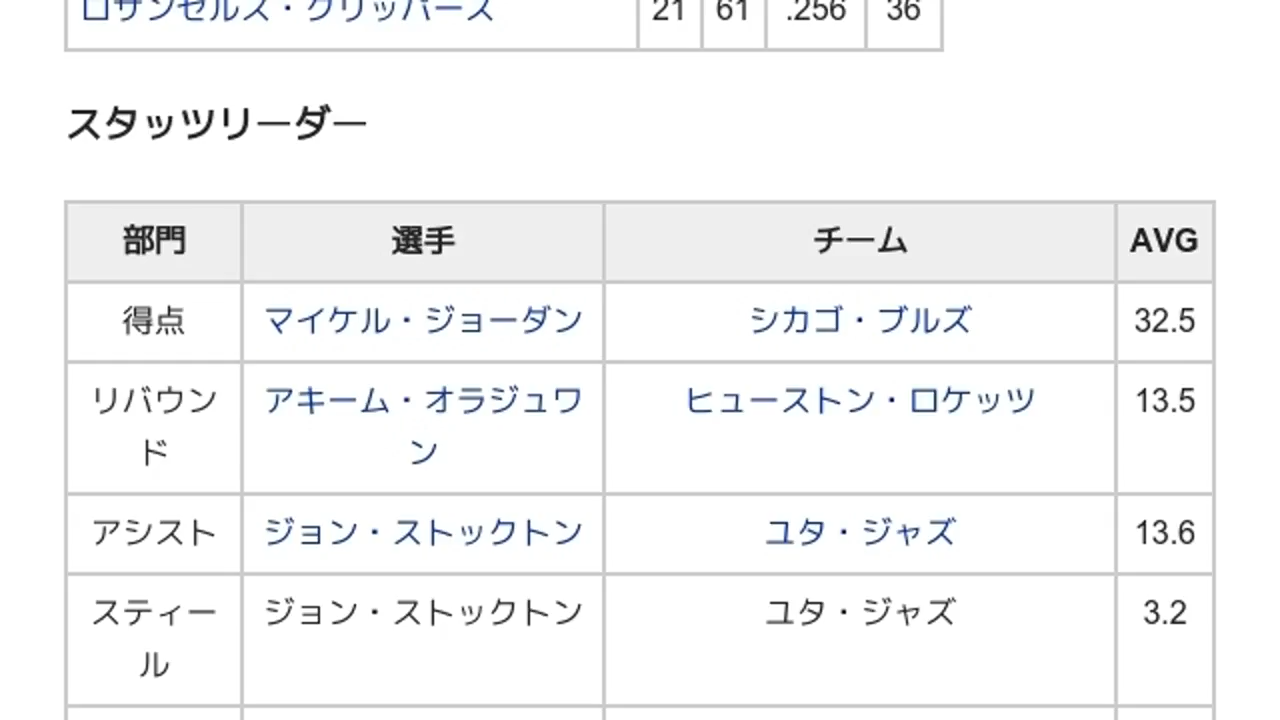 ロサンゼルス・クリッパーズ 21 61 .256 36
スタッツリーダー
部門 選手 チーム AVG
得点 マイケル・ジョーダン シカゴ・ブルズ 32.5
リバウン アキーム・オラジュワ ヒューストン・ロケッツ 13.5
ド ン
アシスト ジョン・ストックトン ユタ・ジャズ 13.6
スティー ジョン・ストックトン ユタ・ジャズ 3.2
ル